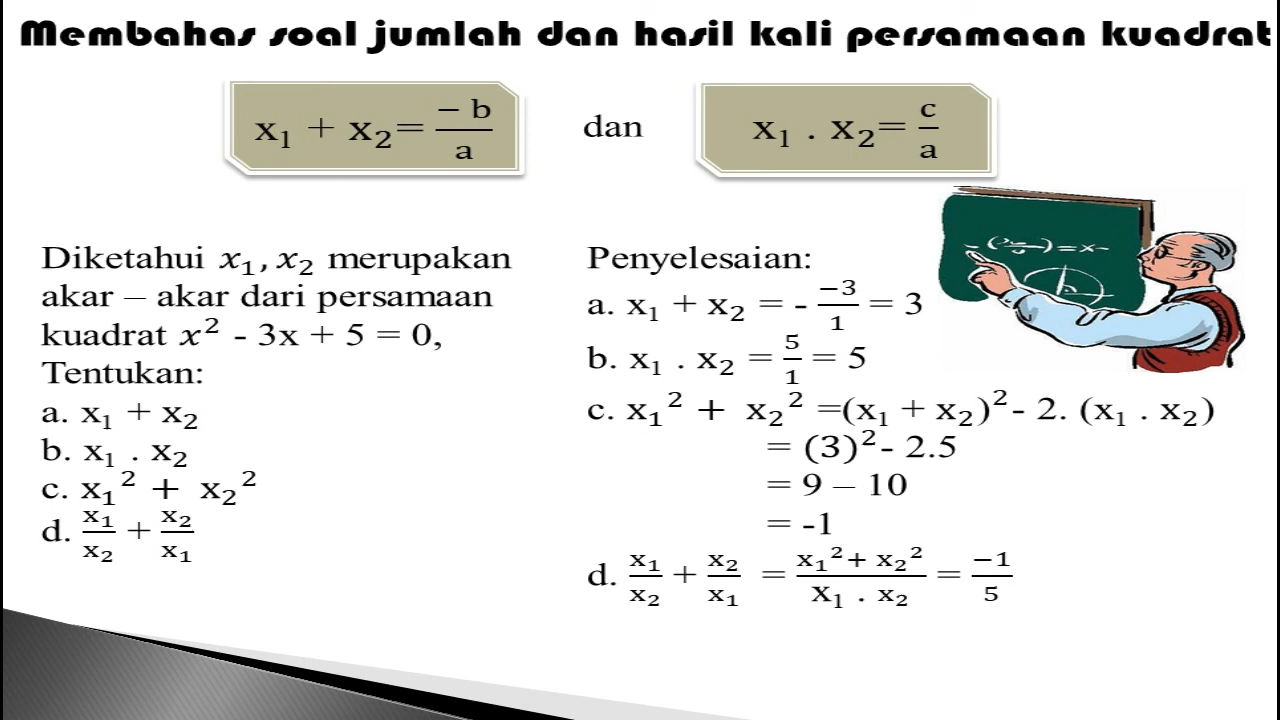 Membahas soal jumlah dan hasil kali persamaan kuadrat
x₁ + x₂= −b/a dan x₁ . x₂= c/a
Diketahui x₁, x₂ merupakan
akar – akar dari persamaan
kuadrat x² - 3x + 5 = 0,
Tentukan:
a. x₁ + x₂
b. x₁ . x₂
c. x₁² + x₂²
d. x₁/x₂ + x₂/x₁
Penyelesaian:
a. x₁ + x₂ = - −3/1 = 3
b. x₁ . x₂ = 5/1 = 5
c. x₁² + x₂² =(x₁ + x₂)²- 2. (x₁ . x₂)
= (3)²- 2.5
= 9 – 10
= -1
d. x₁/x₂ + x₂/x₁ = x₁²+ x₂²/x₁ . x₂ = −1/5